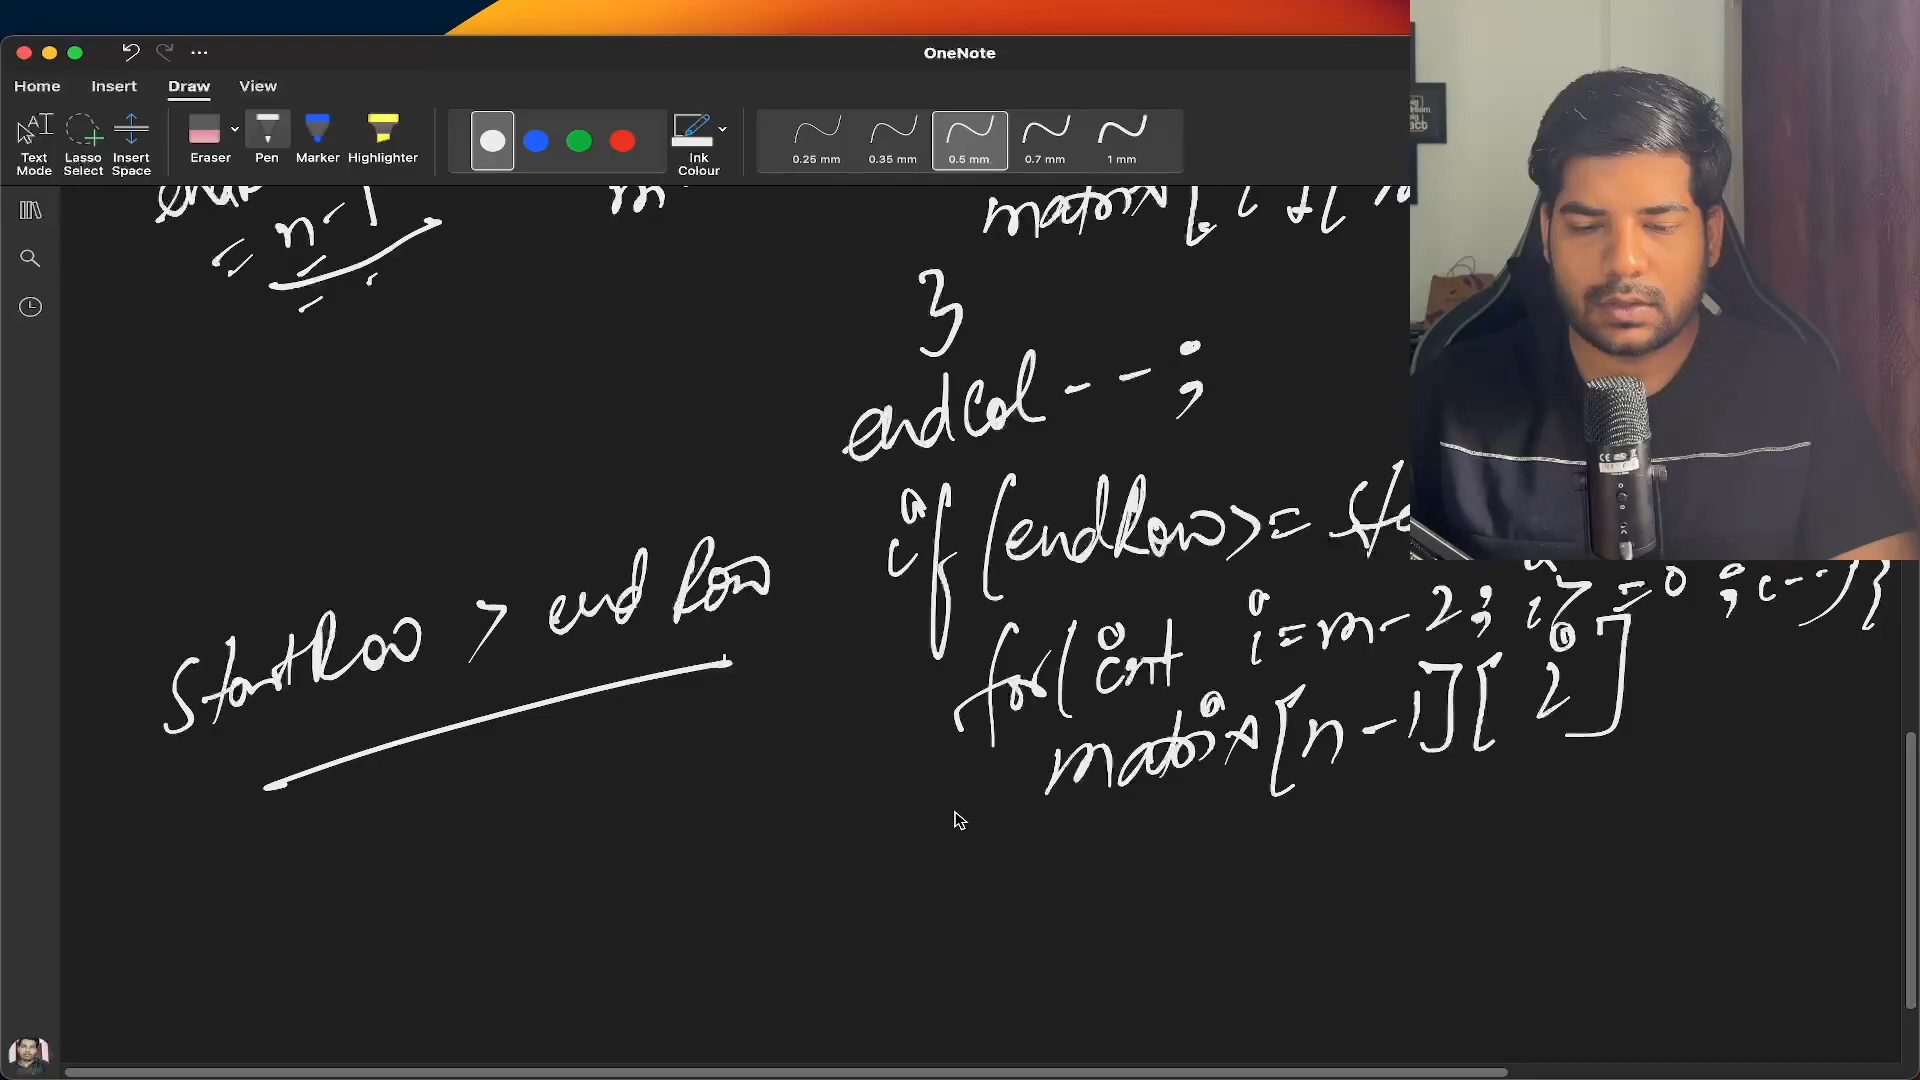 OneNote
Home Insert Draw View
Text Mode
Lasso Select
Insert Space
Eraser
Pen
Marker
Highlighter
Ink Colour
0.25 mm
0.35 mm
0.5 mm
0.7 mm
1 mm
n-1
=
m
matrix[i][
}
endCol--;
if(endRow>=
for(int i=m-2; i>=0; i--){
matrix[n-1][i]
StartRow > endRow